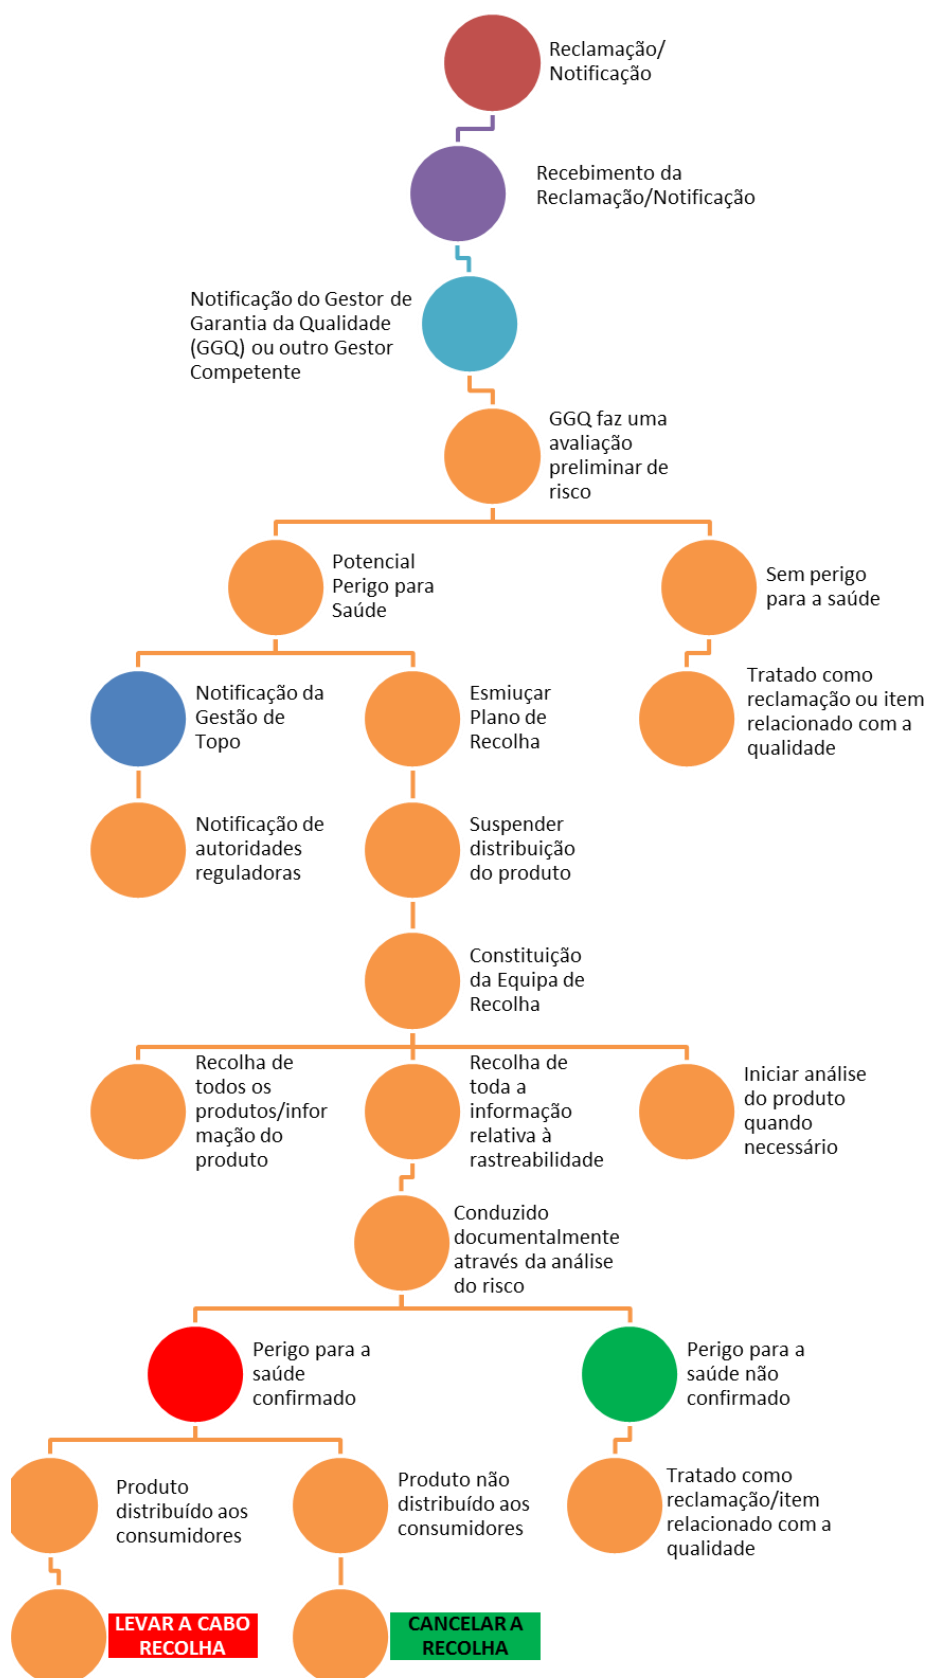 Reclamação/
Notificação
Recebimento da
Reclamação/Notificação
Notificação do Gestor de
Garantia da Qualidade
(GGQ) ou outro Gestor
Competente
GGQ faz uma
avaliação
preliminar de
risco
Potencial
Perigo para
Saúde
Sem perigo
para a saúde
Notificação da
Gestão de
Topo
Esmiuçar
Plano de
Recolha
Tratado como
reclamação ou item
relacionado com a
qualidade
Notificação de
autoridades
reguladoras
Suspender
distribuição
do produto
Constituição
da Equipa de
Recolha
Recolha de
todos os
produtos/infor
mação do
produto
Recolha de
toda a
informação
relativa à
rastreabilidade
Iniciar análise
do produto
quando
necessário
Conduzido
documentalmente
através da análise
do risco
Perigo para a
saúde
confirmado
Perigo para a
saúde não
confirmado
Produto
distribuído aos
consumidores
Produto não
distribuído aos
consumidores
Tratado como
reclamação/item
relacionado com a
qualidade
LEVAR A CABO
RECOLHA
CANCELAR A
RECOLHA